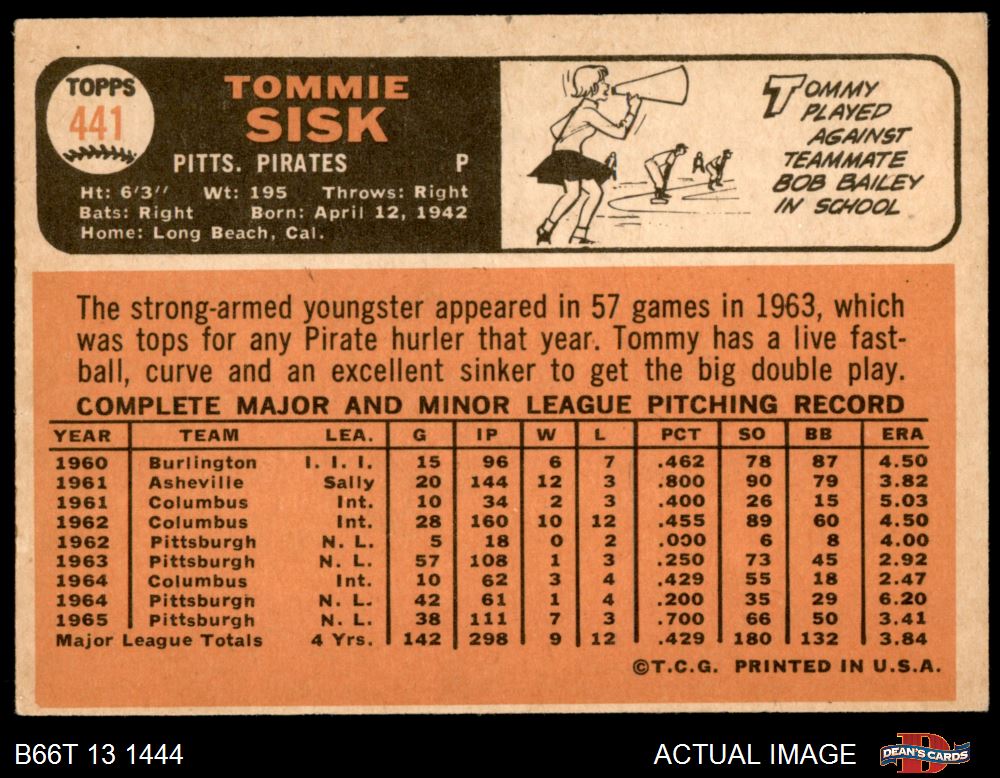 TOPPS
441
TOMMIE
SISK
PITTS. PIRATES P
Ht: 6'3" Wt: 195 Throws: Right
Bats: Right Born: April 12, 1942
Home: Long Beach, Cal.
TOMMY
PLAYED
AGAINST
TEAMMATE
BOB BAILEY
IN SCHOOL
The strong-armed youngster appeared in 57 games in 1963, which
was tops for any Pirate hurler that year. Tommy has a live fast-
ball, curve and an excellent sinker to get the big double play.
COMPLETE MAJOR AND MINOR LEAGUE PITCHING RECORD
YEAR TEAM LEA. G IP W L PCT SO BB ERA
1960 Burlington I. I. I. 15 96 6 7 .462 78 87 4.50
1961 Asheville Sally 20 144 12 3 .800 90 79 3.82
1961 Columbus Int. 10 34 2 3 .400 26 15 5.03
1962 Columbus Int. 28 160 10 12 .455 89 60 4.50
1962 Pittsburgh N. L. 5 18 0 2 .000 6 8 4.00
1963 Pittsburgh N. L. 57 108 1 3 .250 73 45 2.92
1964 Columbus Int. 10 62 3 4 .429 55 18 2.47
1964 Pittsburgh N. L. 42 61 1 4 .200 35 29 6.20
1965 Pittsburgh N. L. 38 111 7 3 .700 66 50 3.41
Major League Totals 4 Yrs. 142 298 9 12 .429 180 132 3.84
©T.C.G. PRINTED IN U.S.A.
B66T 13 1444
ACTUAL IMAGE
DEAN'S CARDS